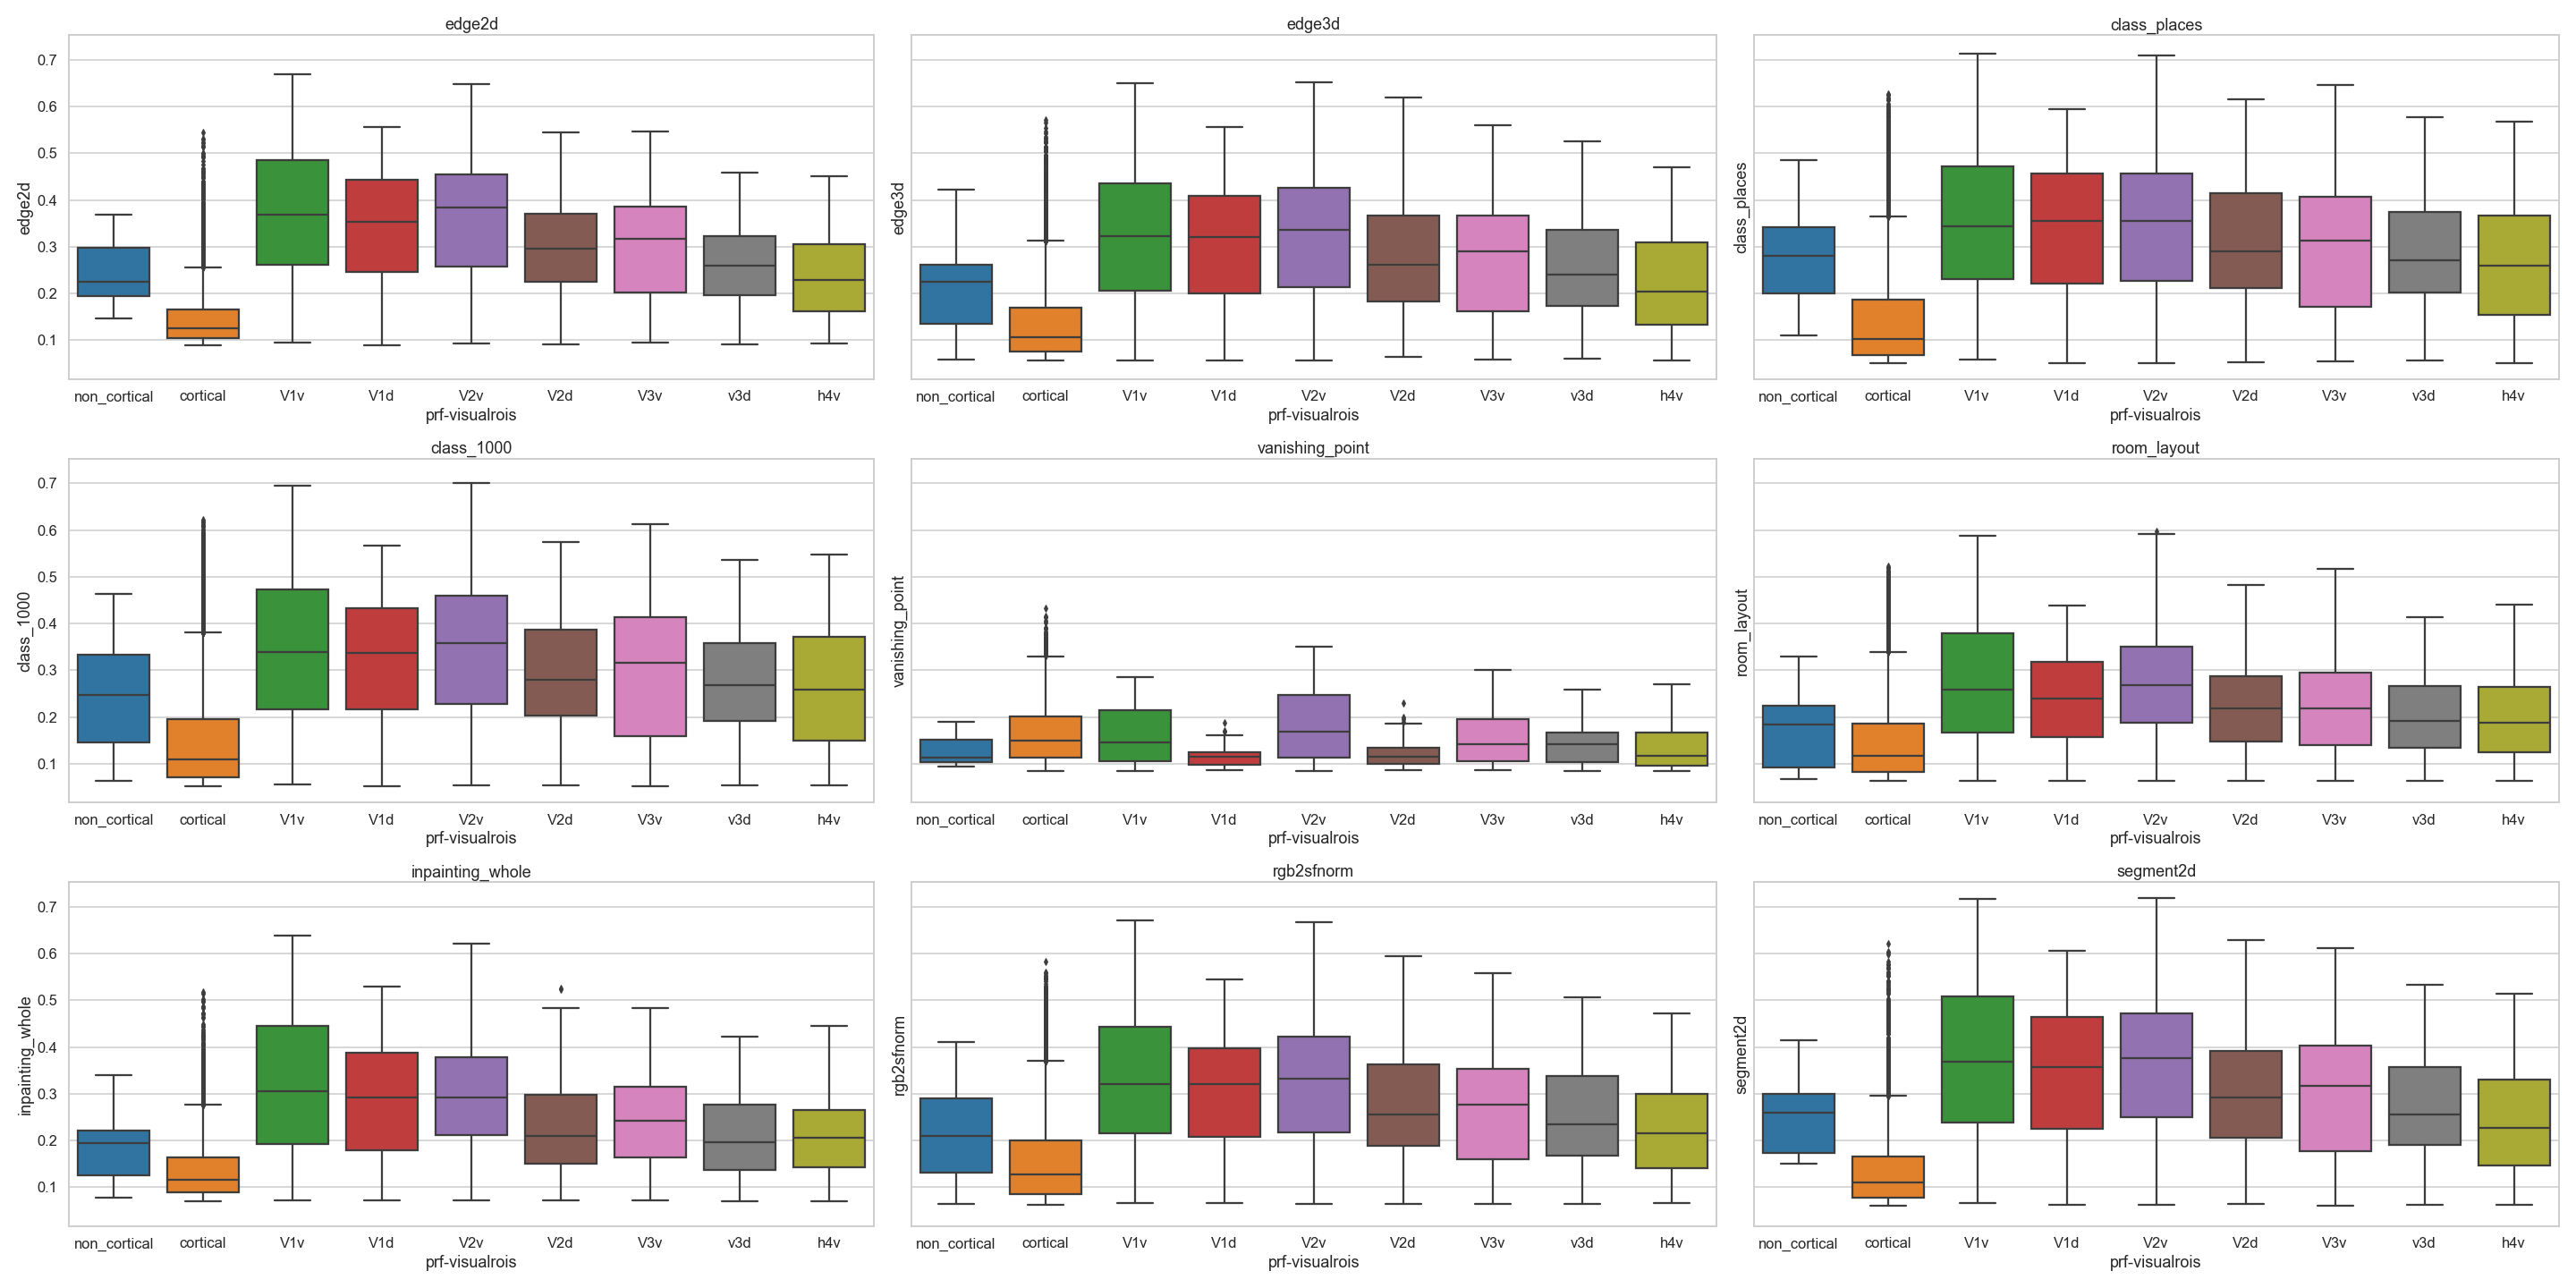 edge2d
edge3d
class_places
0.7
0.6
0.5
0.4
0.3
0.2
0.1
edge2d
edge3d
class_places
non_cortical cortical V1v V1d V2v V2d V3v v3d h4v
non_cortical cortical V1v V1d V2v V2d V3v v3d h4v
non_cortical cortical V1v V1d V2v V2d V3v v3d h4v
prf-visualrois
prf-visualrois
prf-visualrois
class_1000
vanishing_point
room_layout
0.7
0.6
0.5
0.4
0.3
0.2
0.1
class_1000
vanishing_point
room_layout
non_cortical cortical V1v V1d V2v V2d V3v v3d h4v
non_cortical cortical V1v V1d V2v V2d V3v v3d h4v
non_cortical cortical V1v V1d V2v V2d V3v v3d h4v
prf-visualrois
prf-visualrois
prf-visualrois
inpainting_whole
rgb2sfnorm
segment2d
0.7
0.6
0.5
0.4
0.3
0.2
0.1
inpainting_whole
rgb2sfnorm
segment2d
non_cortical cortical V1v V1d V2v V2d V3v v3d h4v
non_cortical cortical V1v V1d V2v V2d V3v v3d h4v
non_cortical cortical V1v V1d V2v V2d V3v v3d h4v
prf-visualrois
prf-visualrois
prf-visualrois